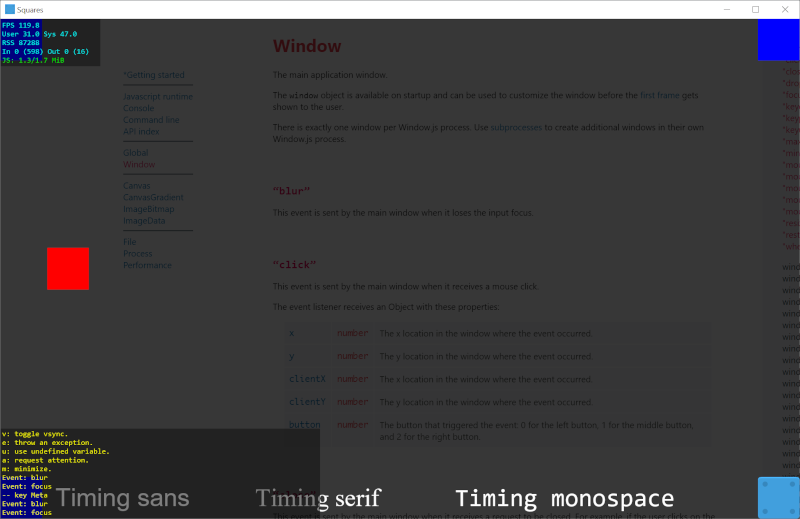 Squares
FPS 119.8
User 31.0 Sys 47.0
RSS 87288
In 0 (598) Out 0 (16)
JS: 1.3/1.7 MiB
^Getting started
Javascript runtime
Console
Command line
API Index
Global
Window
Canvas
CanvasGradient
ImageBitmap
ImageData
File
Process
Performance
Window
The main application window.
The window object is available on startup and can be used to customize the window before the first frame gets
shown to the user.
There is exactly one window per Window.js process. Use subprocesses to create additional windows in their own
Window.js process.
"blur"
This event is sent by the main window when it loses the input focus.
"click"
This event is sent by the main window when it receives a mouse click.
The event listener receives an Object with these properties:
x number The x location in the window where the event occurred.
y number The y location in the window where the event occurred
clientX number The x location in the window where the event occurred.
clientY number The y location in the window where the event occurred.
button number The button that triggered the event: 0 for the left button; 1 for the middle button;
and 2 for the right button.
v: toggle vsync.
e: throw an exception.
u: use undefined variable.
a: request attention.
m: minimize.
Event: blur
Event: focus
-- key Meta
Event: blur
Event: focus
Timing sans
Timing serif
Timing monospace
This event is sent by the main window when it receives a request to be closed. For example, if the user clicks on the